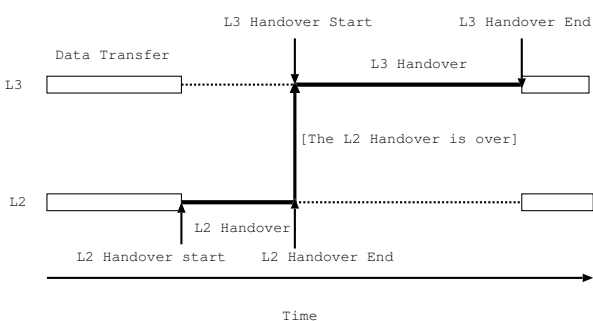 L3 Handover Start
L3 Handover End
Data Transfer
L3 Handover
L3
[The L2 Handover is over]
L2
L2 Handover
L2 Handover start
L2 Handover End
Time